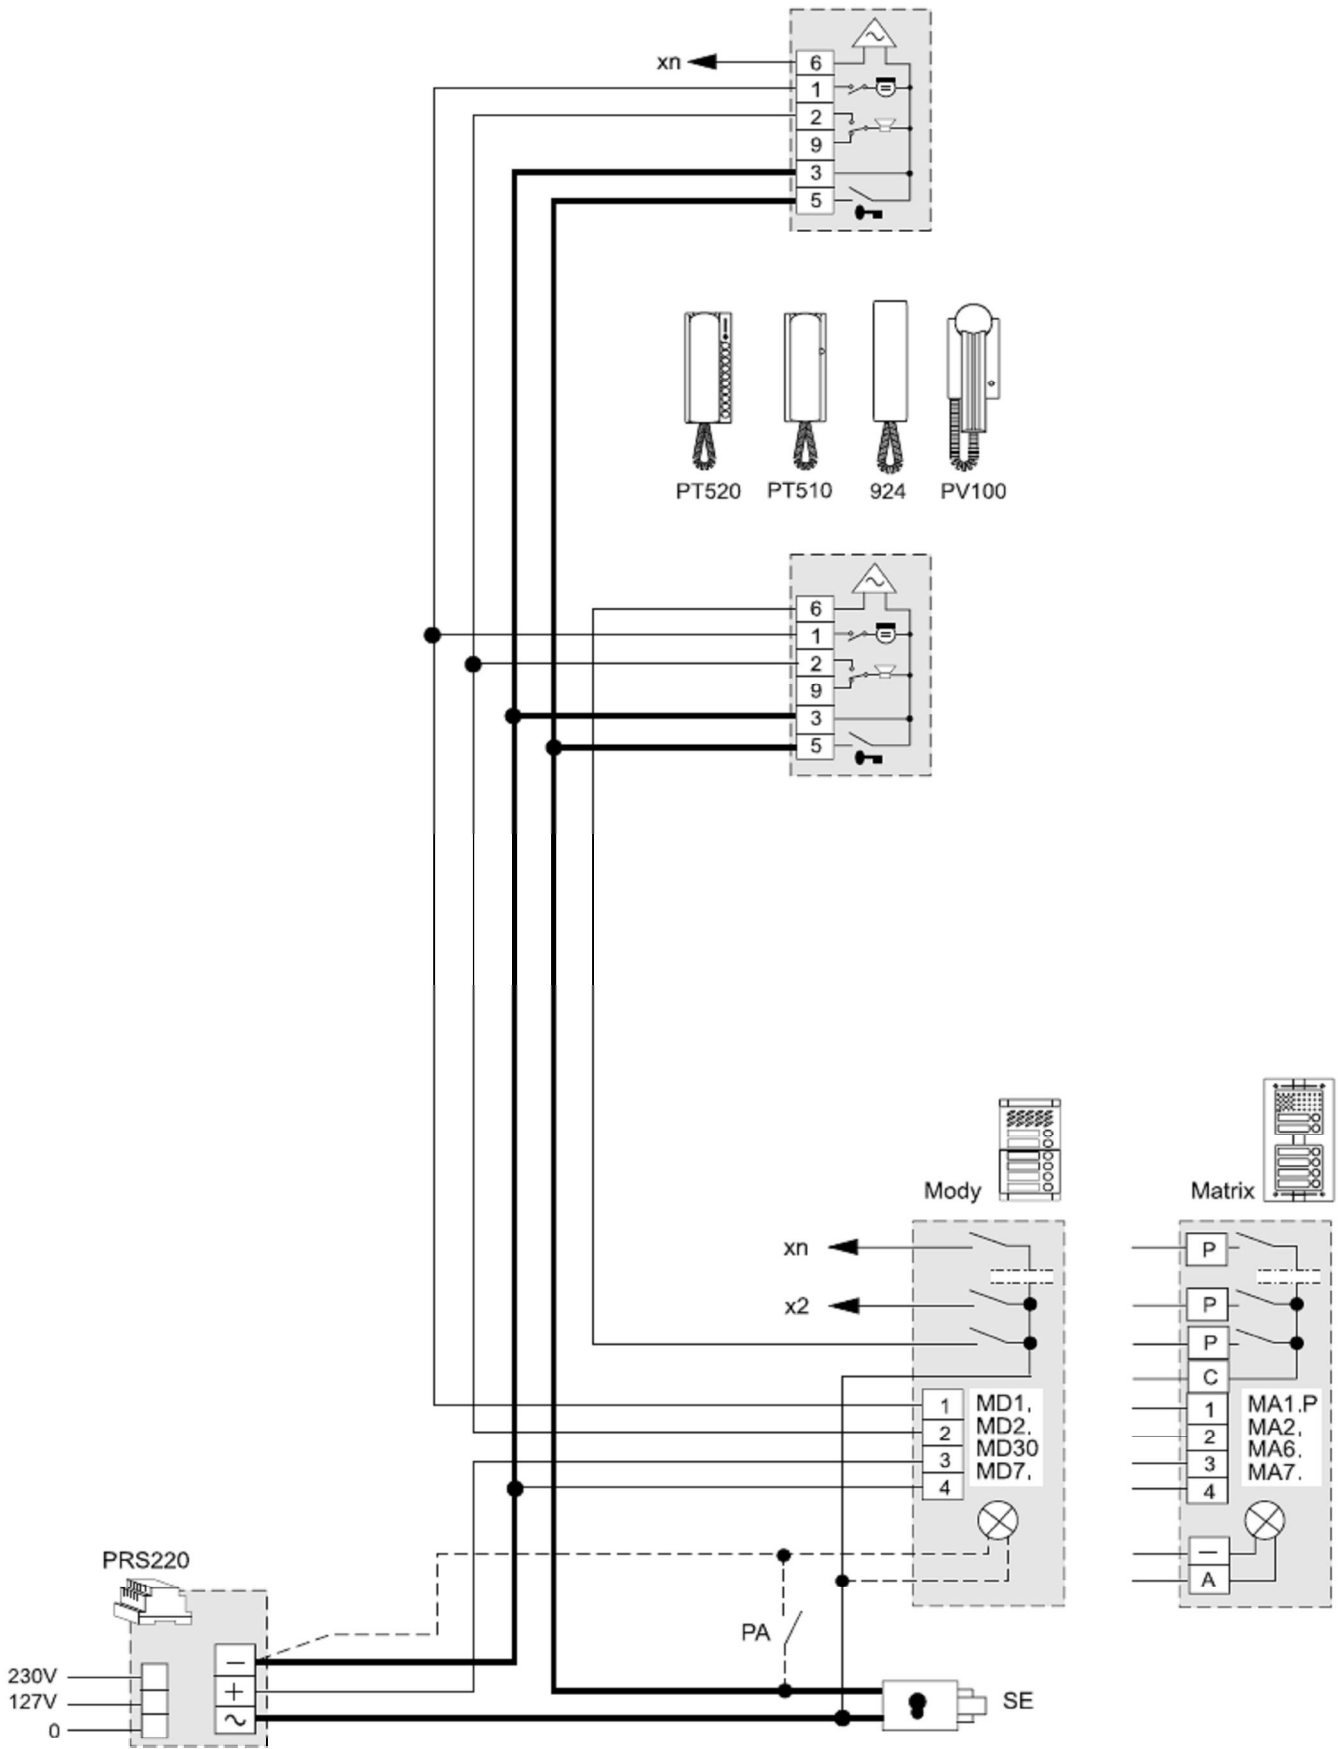 xn
6
1
2
9
3
5
PT520 PT510 924 PV100
6
1
2
9
3
5
Mody
Matrix
xn
x2
P
P
P
C
1 MD1.
2 MD2.
3 MD30
4 MD7.
1 MA1.P
2 MA2.
3 MA6.
4 MA7.
—
A
PRS220
PA
230V
127V
0
—
+
~
SE